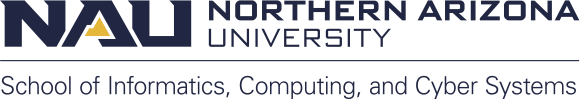 NAU NORTHERN ARIZONA
UNIVERSITY
School of Informatics, Computing, and Cyber Systems